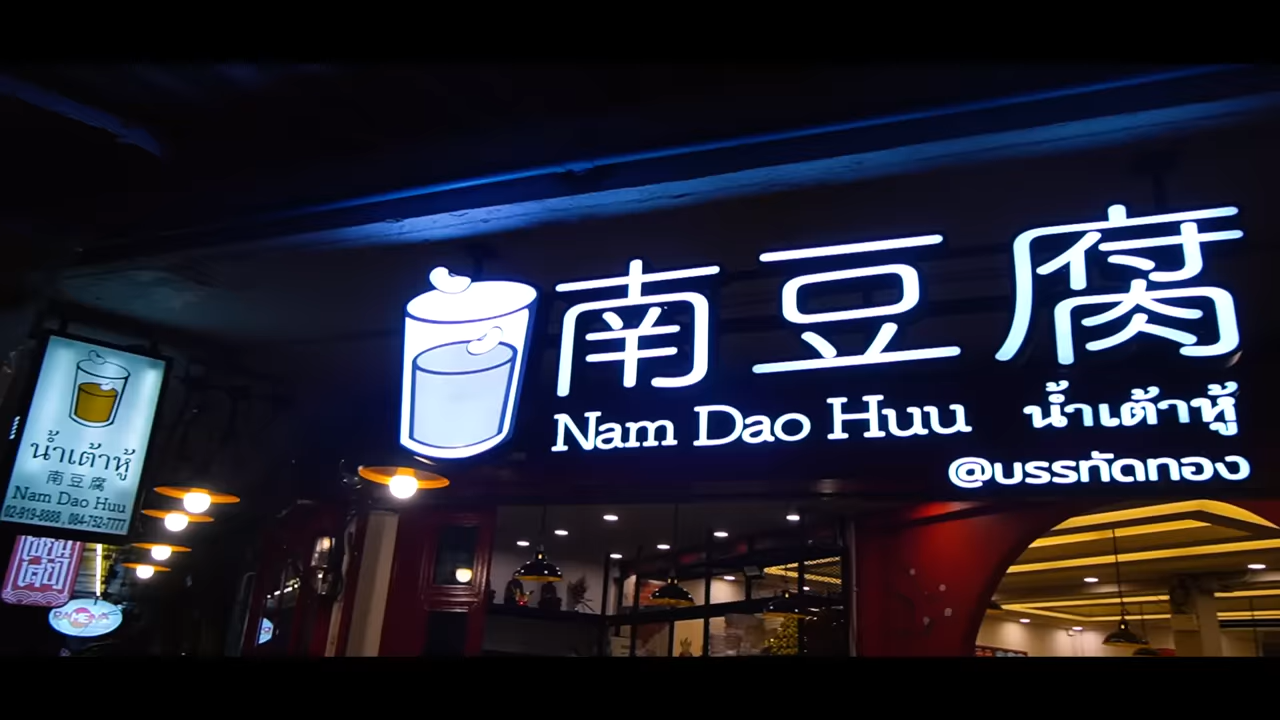 南豆腐
Nam Dao Huu น้ำเต้าหู้
@บรรทัดทอง
น้ำเต้าหู้
南豆腐
Nam Dao Huu
02-919-8888 , 084-752-7777